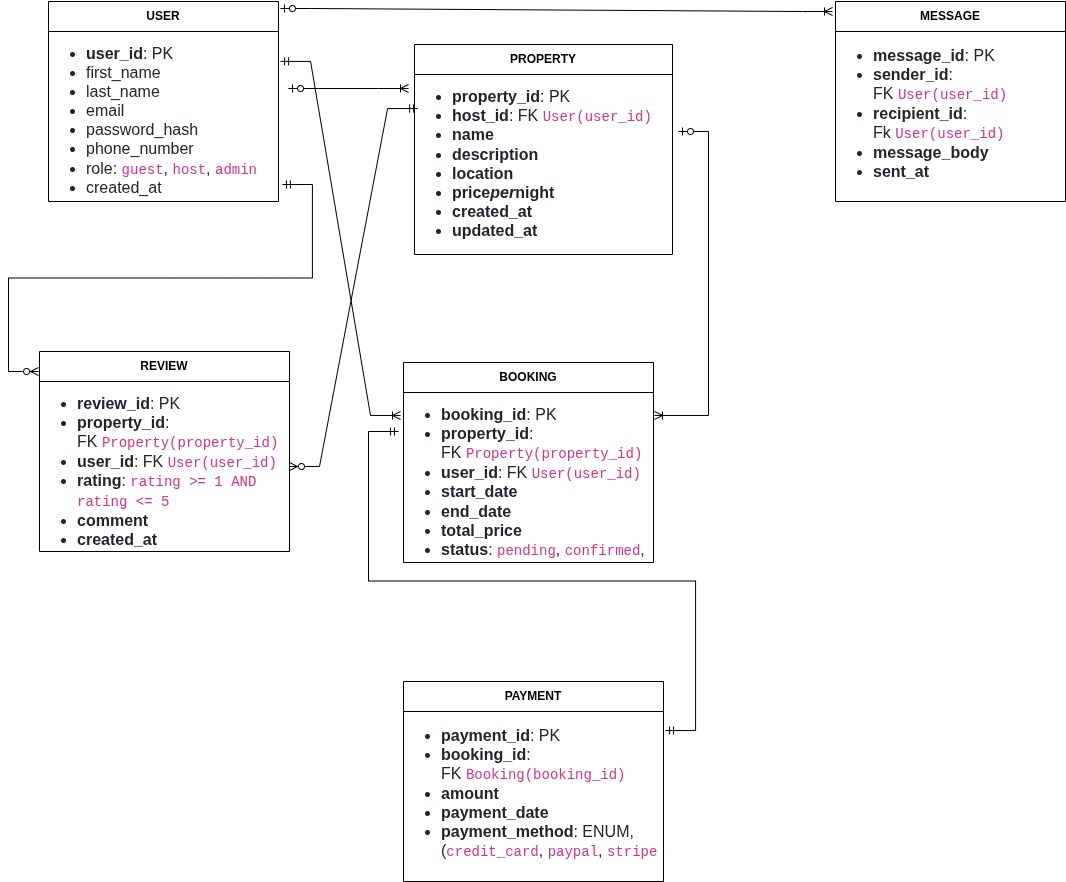 USER
user_id: PK
first_name
last_name
email
password_hash
phone_number
role: guest, host, admin
created_at
PROPERTY
property_id: PK
host_id: FK User(user_id)
name
description
location
pricepernight
created_at
updated_at
MESSAGE
message_id: PK
sender_id:
FK User(user_id)
recipient_id:
Fk User(user_id)
message_body
sent_at
REVIEW
review_id: PK
property_id:
FK Property(property_id)
user_id: FK User(user_id)
rating: rating >= 1 AND
rating <= 5
comment
created_at
BOOKING
booking_id: PK
property_id:
FK Property(property_id)
user_id: FK User(user_id)
start_date
end_date
total_price
status: pending, confirmed,
PAYMENT
payment_id: PK
booking_id:
FK Booking(booking_id)
amount
payment_date
payment_method: ENUM,
(credit_card, paypal, stripe